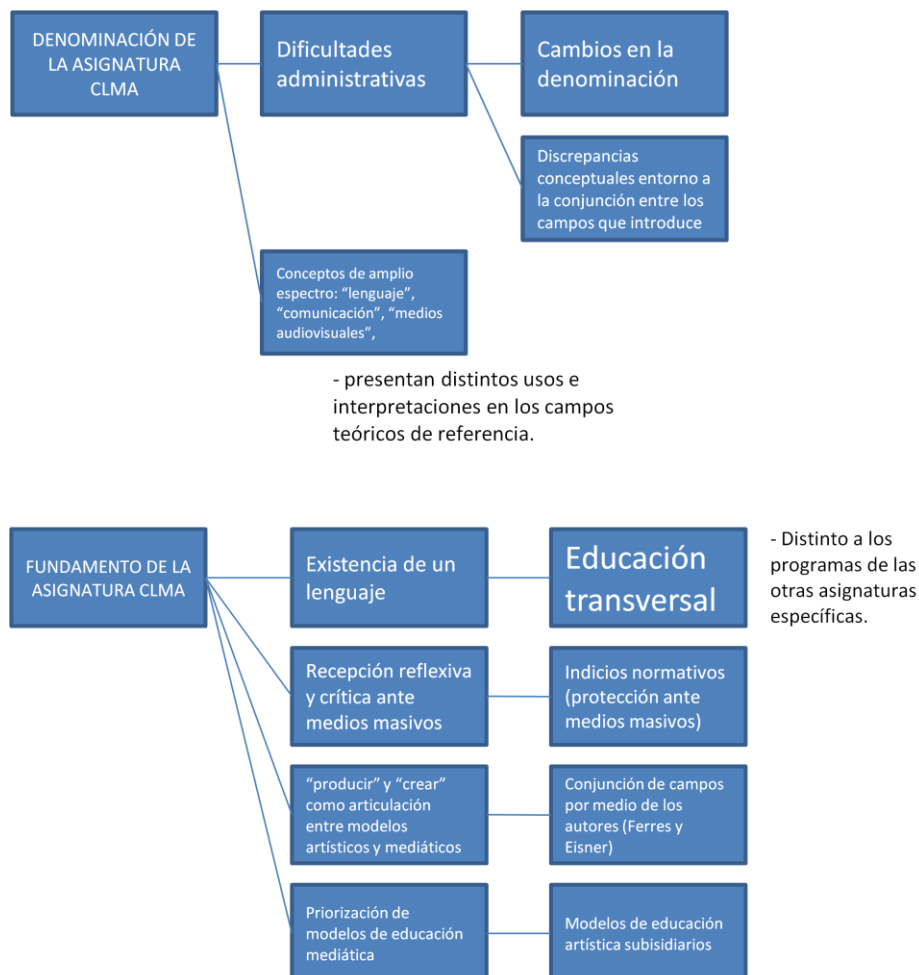 DENOMINACIÓN DE
LA ASIGNATURA
CLMA
Dificultades
administrativas
Cambios en la
denominación
Discrepancias
conceptuales entorno a
la conjunción entre los
campos que introduce
Conceptos de amplio
espectro: “lenguaje”,
“comunicación”, “medios
audiovisuales”,
- presentan distintos usos e
interpretaciones en los campos
teóricos de referencia.
FUNDAMENTO DE LA
ASIGNATURA CLMA
Existencia de un
lenguaje
Educación
transversal
- Distinto a los
programas de las
otras asignaturas
específicas.
Recepción reflexiva
y crítica ante
medios masivos
Indicios normativos
(protección ante
medios masivos)
“producir” y “crear”
como articulación
entre modelos
artísticos y mediáticos
Conjunción de campos
por medio de los
autores (Ferres y
Eisner)
Priorización de
modelos de educación
mediática
Modelos de educación
artística subisidiarios